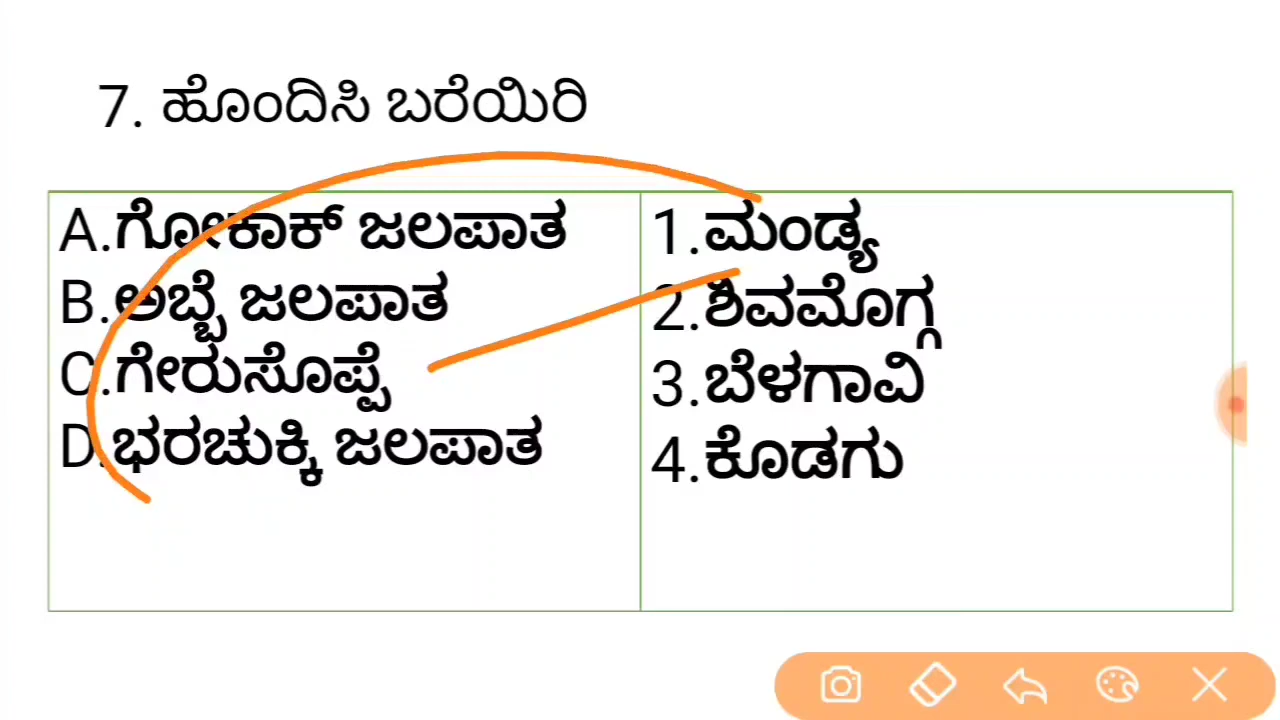 7. ಹೊಂದಿಸಿ ಬರೆಯಿರಿ
A.ಗೋಕಾಕ್ ಜಲಪಾತ
B.ಅಬ್ಬೆ ಜಲಪಾತ
C.ಗೇರುಸೊಪ್ಪೆ
D.ಭರಚುಕ್ಕಿ ಜಲಪಾತ
1.ಮಂಡ್ಯ
2.ಶಿವಮೊಗ್ಗ
3.ಬೆಳಗಾವಿ
4.ಕೊಡಗು